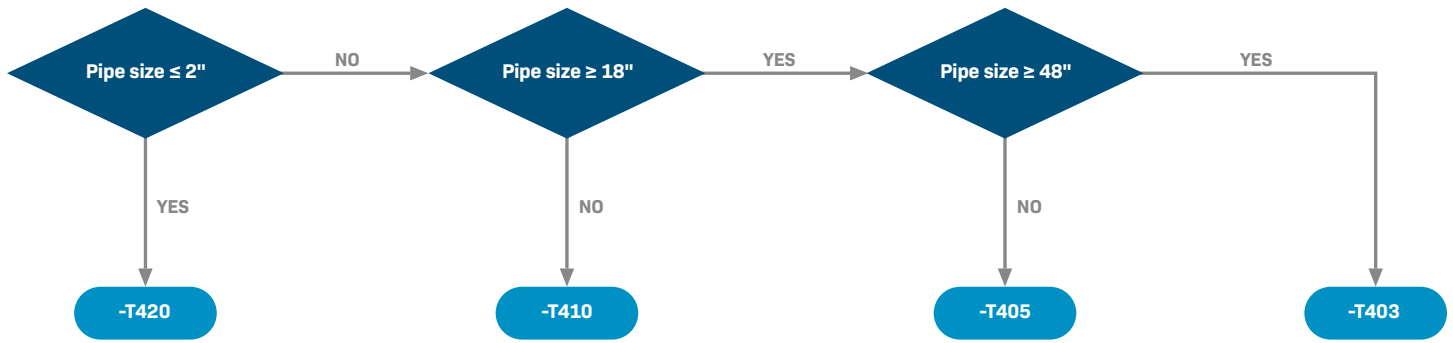 Pipe size ≤ 2"
NO
Pipe size ≥ 18"
YES
Pipe size ≥ 48"
YES
YES
NO
NO
-T420
-T410
-T405
-T403